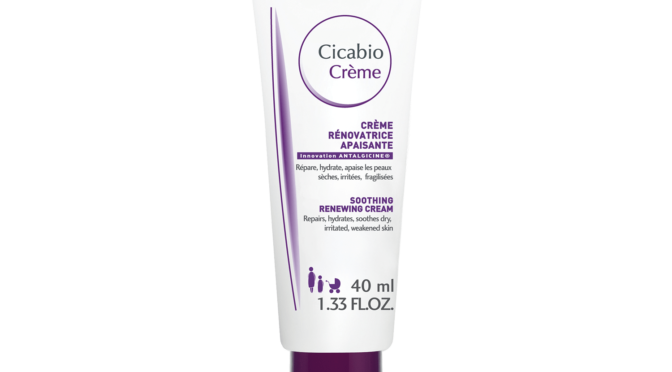 Cicabio
Crème
CRÈME
RÉNOVATRICE
APAISANTE
Innovation ANTALGICINE®
Répare, hydrate, apaise les peaux
sèches, irritées, fragilisées
SOOTHING
RENEWING CREAM
Repairs, hydrates, soothes dry,
irritated, weakened skin
40 ml
1.33 FL.OZ.